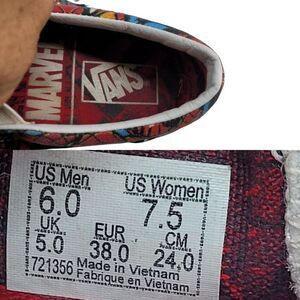 MARVEL
VANS
US Men US Women
6.0 7.5
UK EUR CM
5.0 38.0 24.0
721356 Made in Vietnam
Fabriqué en Vietnam